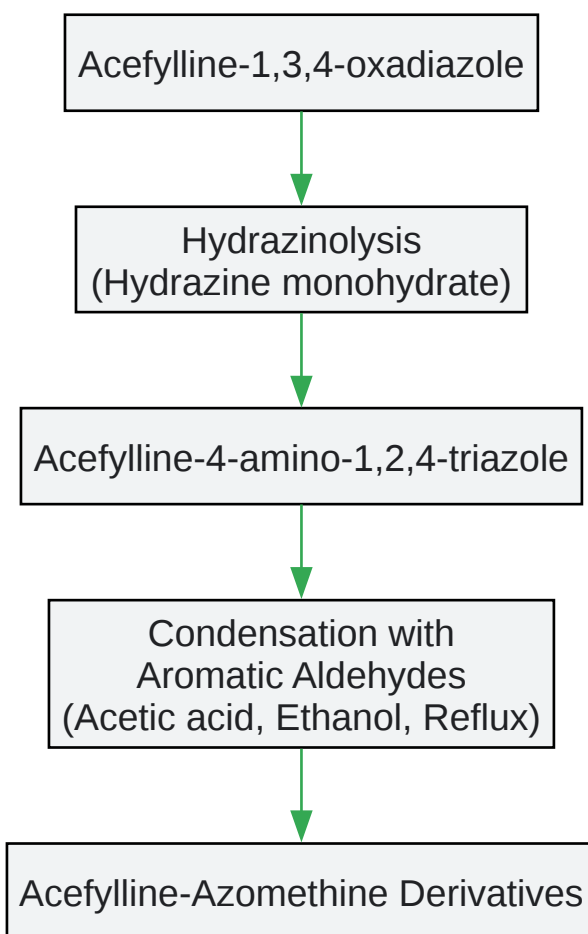 Acefylline-1,3,4-oxadiazole
Hydrazinolysis
(Hydrazine monohydrate)
Acefylline-4-amino-1,2,4-triazole
Condensation with
Aromatic Aldehydes
(Acetic acid, Ethanol, Reflux)
Acefylline-Azomethine Derivatives